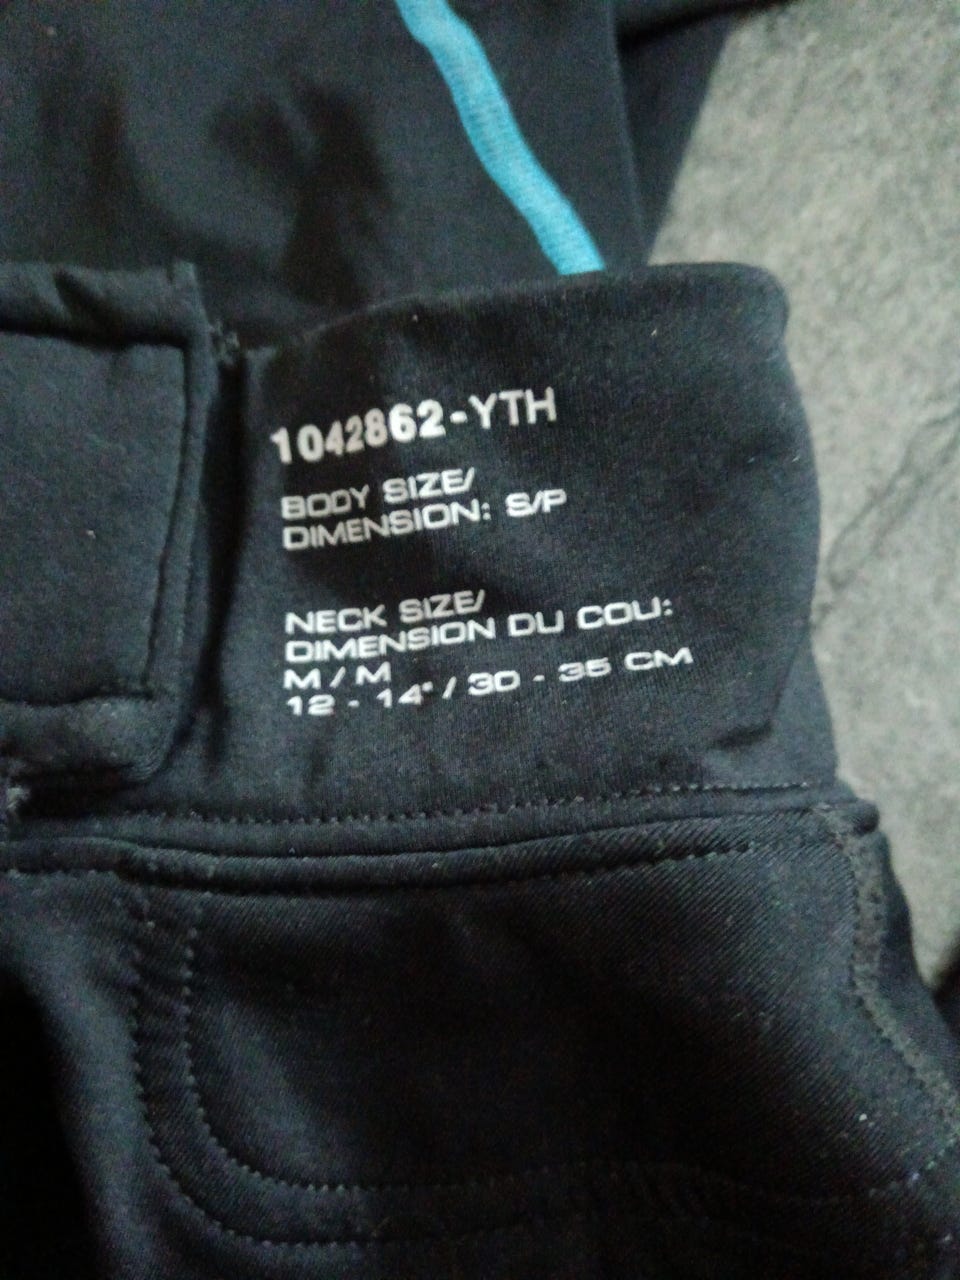 1042862-YTH
BODY SIZE/
DIMENSION: S/P
NECK SIZE/
DIMENSION DU COU:
M / M
12 - 14" / 30 - 35 CM